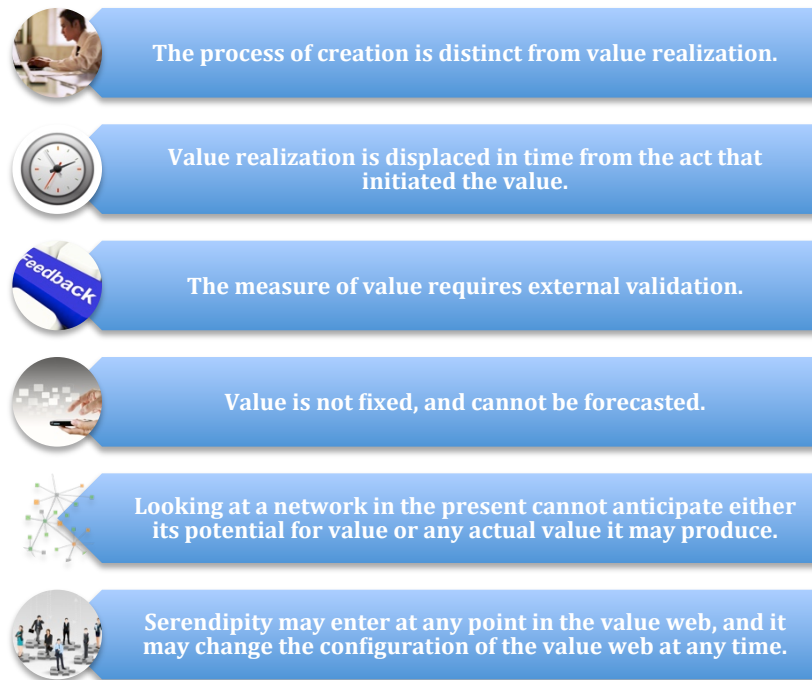 The process of creation is distinct from value realization.
Value realization is displaced in time from the act that
initiated the value.
Feedback
The measure of value requires external validation.
Value is not fixed, and cannot be forecasted.
Looking at a network in the present cannot anticipate either
its potential for value or any actual value it may produce.
Serendipity may enter at any point in the value web, and it
may change the configuration of the value web at any time.